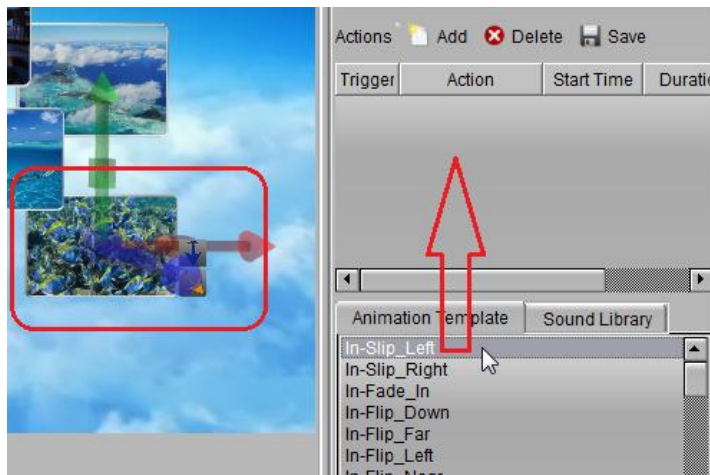 Actions Add Delete Save
Trigger Action Start Time
Animation Template Sound Library
In-Slip_Left
In-Slip_Right
In-Fade_In
In-Flip_Down
In-Flip_Far
In-Flip_Left